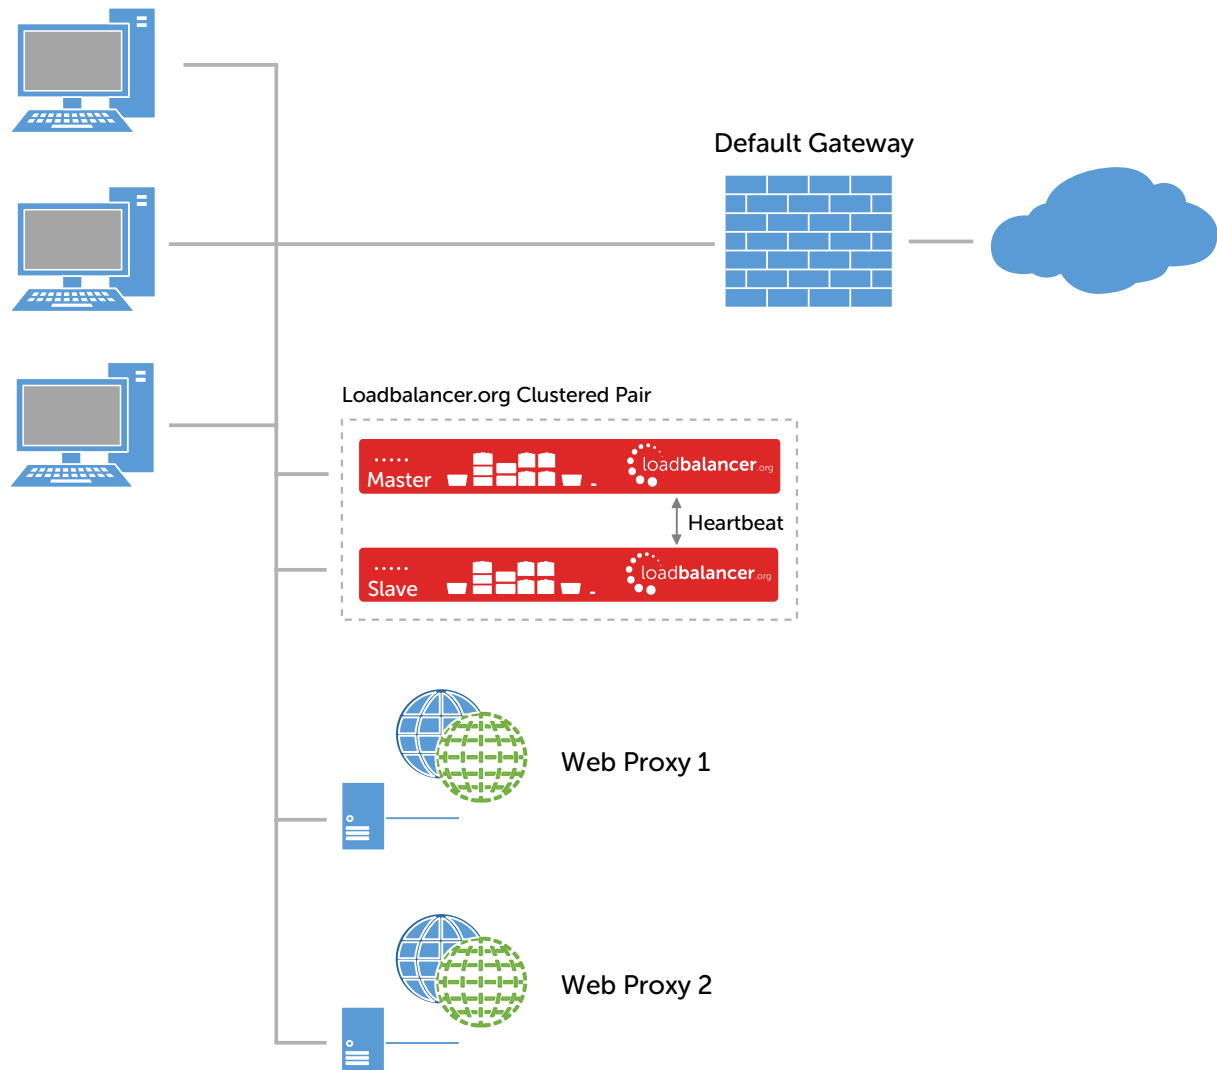 Default Gateway
Loadbalancer.org Clustered Pair
Master
loadbalancer.org
Heartbeat
Slave
loadbalancer.org
Web Proxy 1
Web Proxy 2